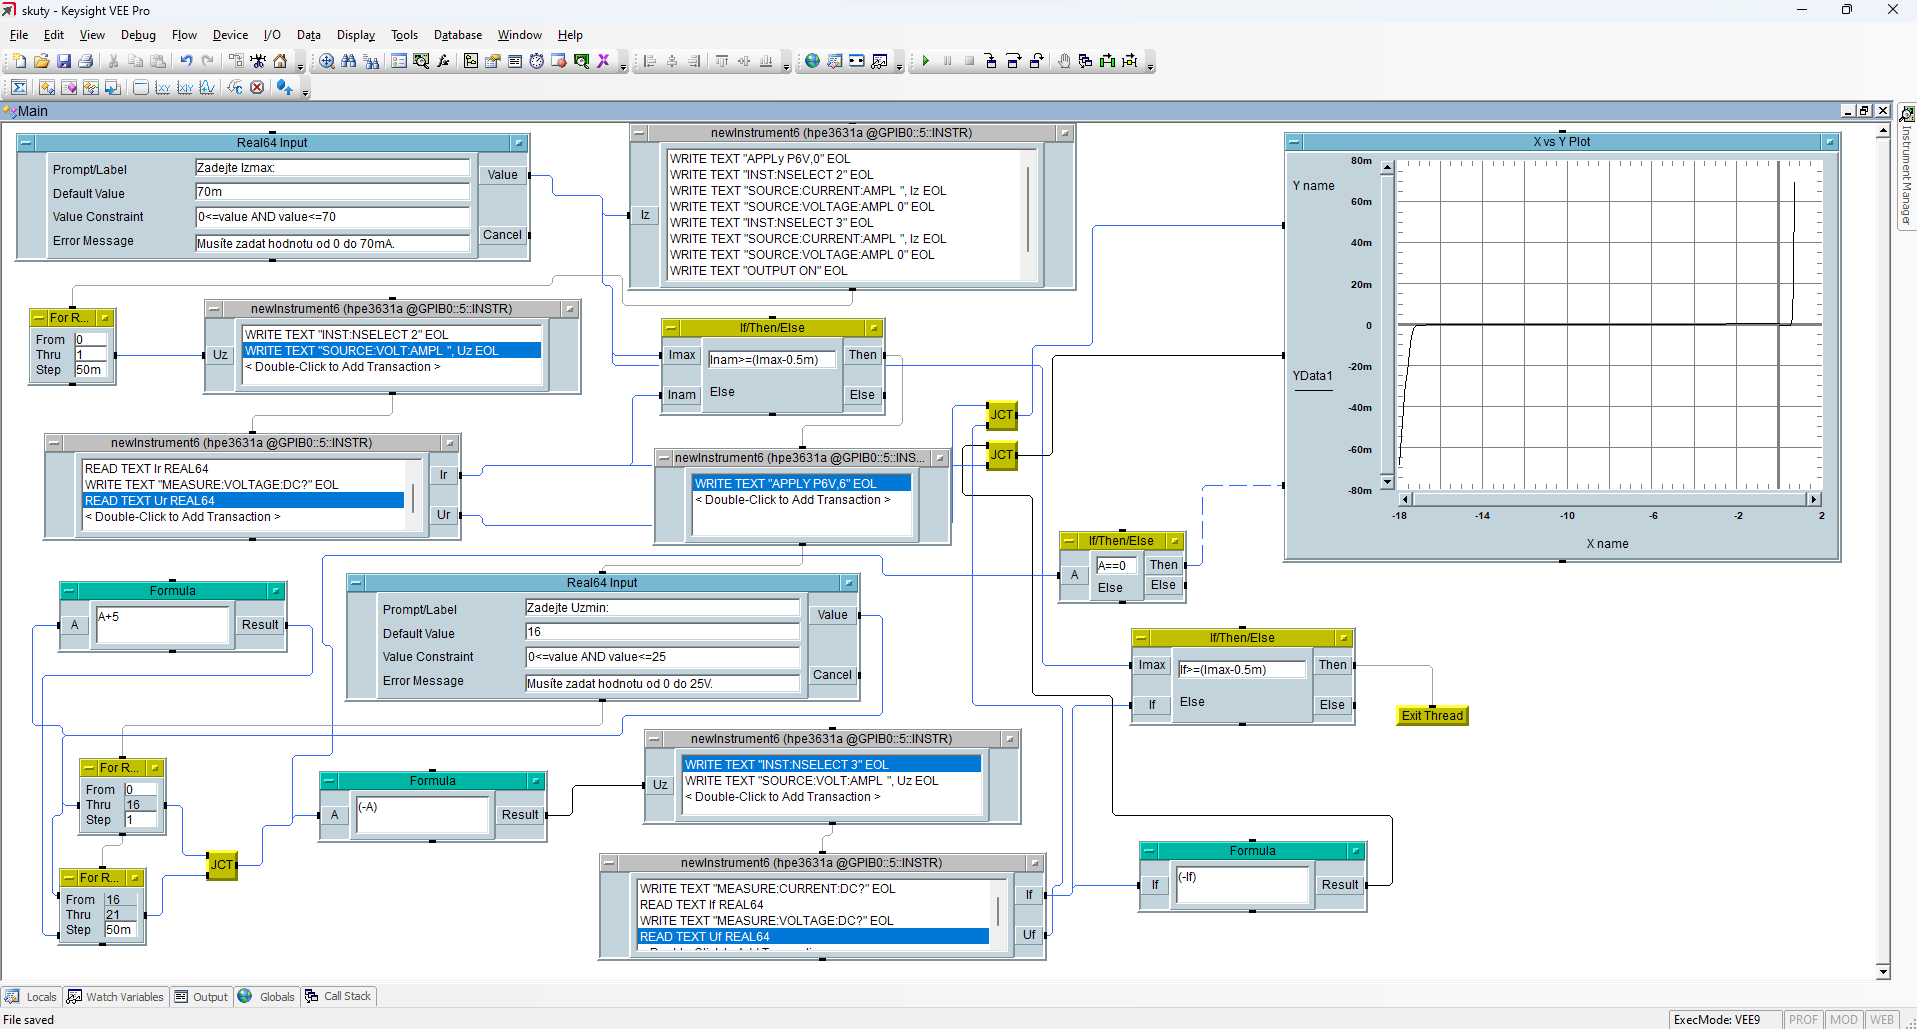 skuty - Keysight VEE Pro
File Edit View Debug Flow Device I/O Data Display Tools Database Window Help
Main
Real64 Input
Prompt/Label Zadejte Izmax:
Default Value 70m
Value Constraint 0<=value AND value<=70
Error Message Musíte zadat hodnotu od 0 do 70mA.
Value
Cancel
newInstrument6 (hpe3631a @GPIB0::5::INSTR)
Iz
WRITE TEXT "APPLy P6V,0" EOL
WRITE TEXT "INST:NSELECT 2" EOL
WRITE TEXT "SOURCE:CURRENT:AMPL ", Iz EOL
WRITE TEXT "SOURCE:VOLTAGE:AMPL 0" EOL
WRITE TEXT "INST:NSELECT 3" EOL
WRITE TEXT "SOURCE:CURRENT:AMPL ", Iz EOL
WRITE TEXT "SOURCE:VOLTAGE:AMPL 0" EOL
WRITE TEXT "OUTPUT ON" EOL
X vs Y Plot
Y name
YData1
80m
60m
40m
20m
0
-20m
-40m
-60m
-80m
-18 -14 -10 -6 -2 2
X name
Instrument Manager
For R...
From 0
Thru 1
Step 50m
newInstrument6 (hpe3631a @GPIB0::5::INSTR)
Uz
WRITE TEXT "INST:NSELECT 2" EOL
WRITE TEXT "SOURCE:VOLT:AMPL ", Uz EOL
< Double-Click to Add Transaction >
If/Then/Else
Imax
Inam
Inam>=(Imax-0.5m)
Else
Then
Else
JCT
JCT
newInstrument6 (hpe3631a @GPIB0::5::INSTR)
READ TEXT Ir REAL64
WRITE TEXT "MEASURE:VOLTAGE:DC?" EOL
READ TEXT Ur REAL64
< Double-Click to Add Transaction >
Ir
Ur
newInstrument6 (hpe3631a @GPIB0::5::INS...
WRITE TEXT "APPLY P6V,6" EOL
< Double-Click to Add Transaction >
If/Then/Else
A
A==0
Else
Then
Else
Formula
A
A+5
Result
Real64 Input
Prompt/Label Zadejte Uzmin:
Default Value 16
Value Constraint 0<=value AND value<=25
Error Message Musíte zadat hodnotu od 0 do 25V.
Value
Cancel
If/Then/Else
Imax
If
If>=(Imax-0.5m)
Else
Then
Else
Exit Thread
For R...
From 0
Thru 16
Step 1
For R...
From 16
Thru 21
Step 50m
JCT
Formula
A
(-A)
Result
newInstrument6 (hpe3631a @GPIB0::5::INSTR)
Uz
WRITE TEXT "INST:NSELECT 3" EOL
WRITE TEXT "SOURCE:VOLT:AMPL ", Uz EOL
< Double-Click to Add Transaction >
newInstrument6 (hpe3631a @GPIB0::5::INSTR)
WRITE TEXT "MEASURE:CURRENT:DC?" EOL
READ TEXT If REAL64
WRITE TEXT "MEASURE:VOLTAGE:DC?" EOL
READ TEXT Uf REAL64
If
Uf
Formula
If
(-If)
Result
Locals Watch Variables Output Globals Call Stack
File saved
ExecMode: VEE9 PROF MOD WEB